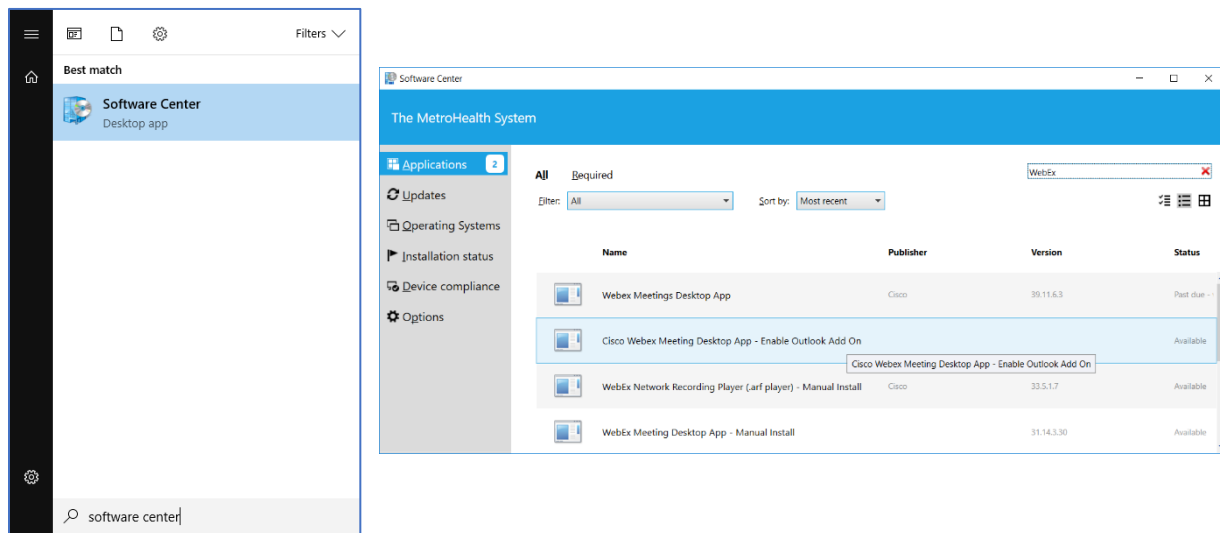 Filters
Best match
Software Center
Desktop app
software center
Software Center
The MetroHealth System
Applications 2
Updates
Operating Systems
Installation status
Device compliance
Options
All Required
WebEx
Filter: All Sort by: Most recent
Name Publisher Version Status
Webex Meetings Desktop App Cisco 39.11.6.3 Past due -
Cisco Webex Meeting Desktop App - Enable Outlook Add On Available
Cisco Webex Meeting Desktop App - Enable Outlook Add On
WebEx Network Recording Player (.arf player) - Manual Install Cisco 33.5.1.7 Available
WebEx Meeting Desktop App - Manual Install 31.14.3.30 Available